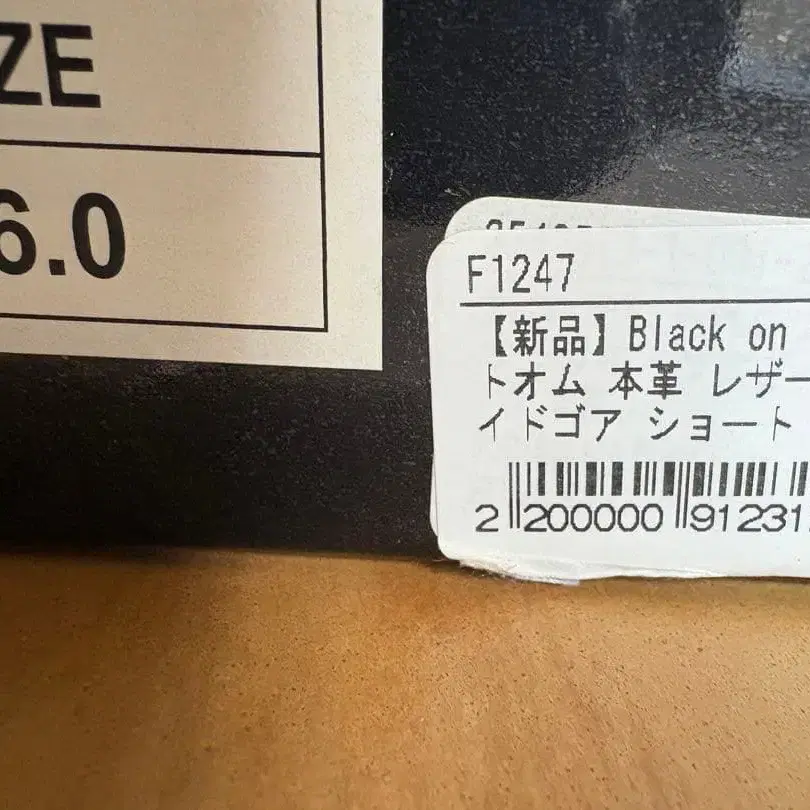 ZE
6.0
F1247
【新品】Black on
トオム 本革 レザー
イドゴア ショート
2 200000 91231